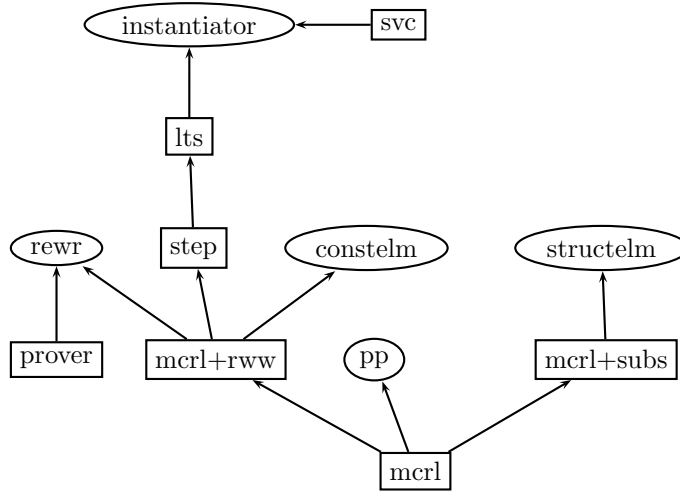 instantiator
svc
lts
rewr
step
constelm
structelm
prover
mcrl+rww
pp
mcrl+subs
mcrl